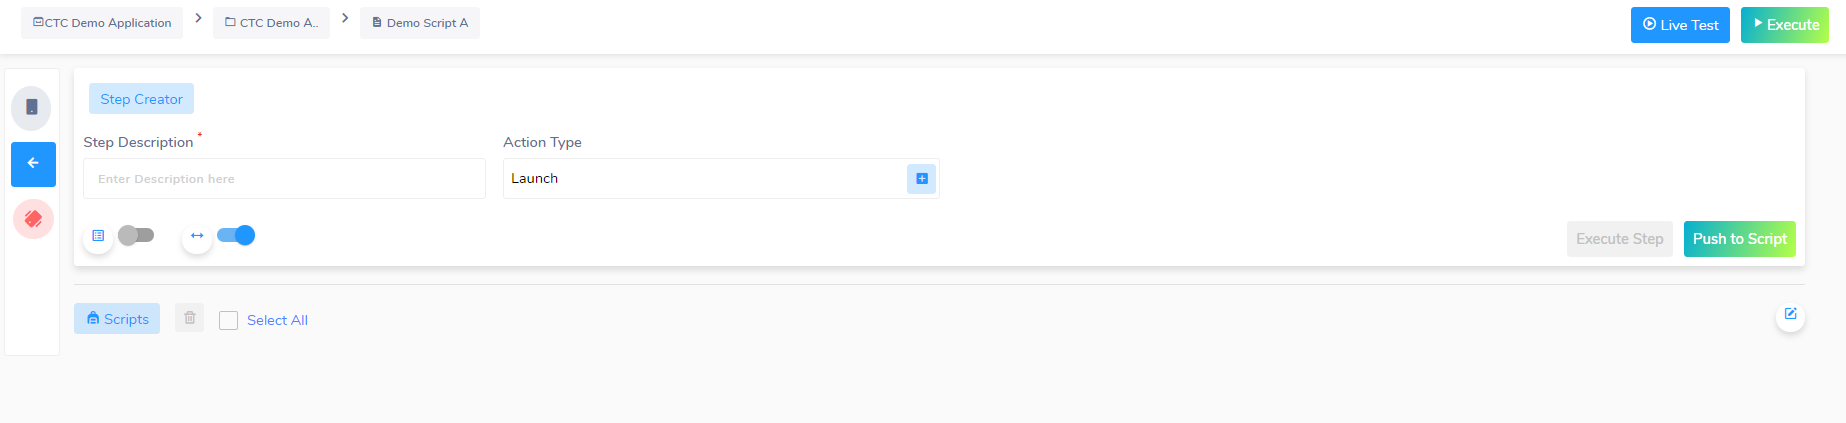 CTC Demo Application
CTC Demo A..
Demo Script A
Live Test
Execute
Step Creator
Step Description *
Action Type
Enter Description here
Launch
Execute Step
Push to Script
Scripts
Select All